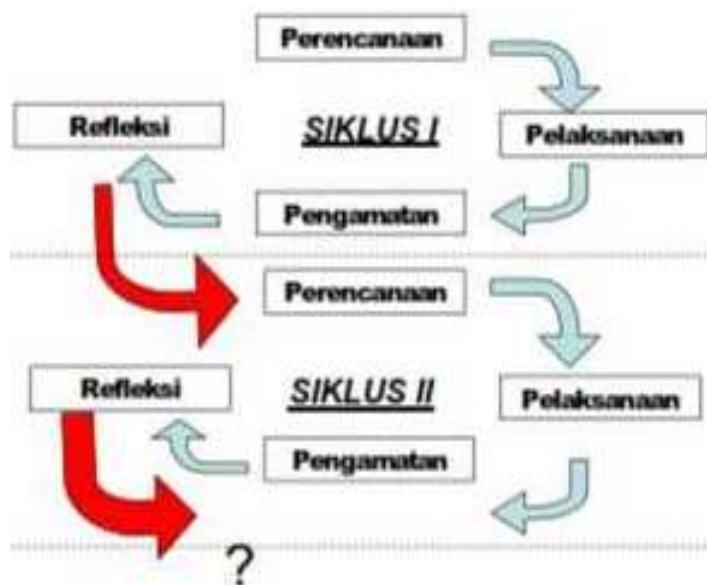 Perencanaan
Refleksi
SIKLUS I
Pelaksanaan
Pengamatan
Perencanaan
Refleksi
SIKLUS II
Pelaksanaan
Pengamatan
?